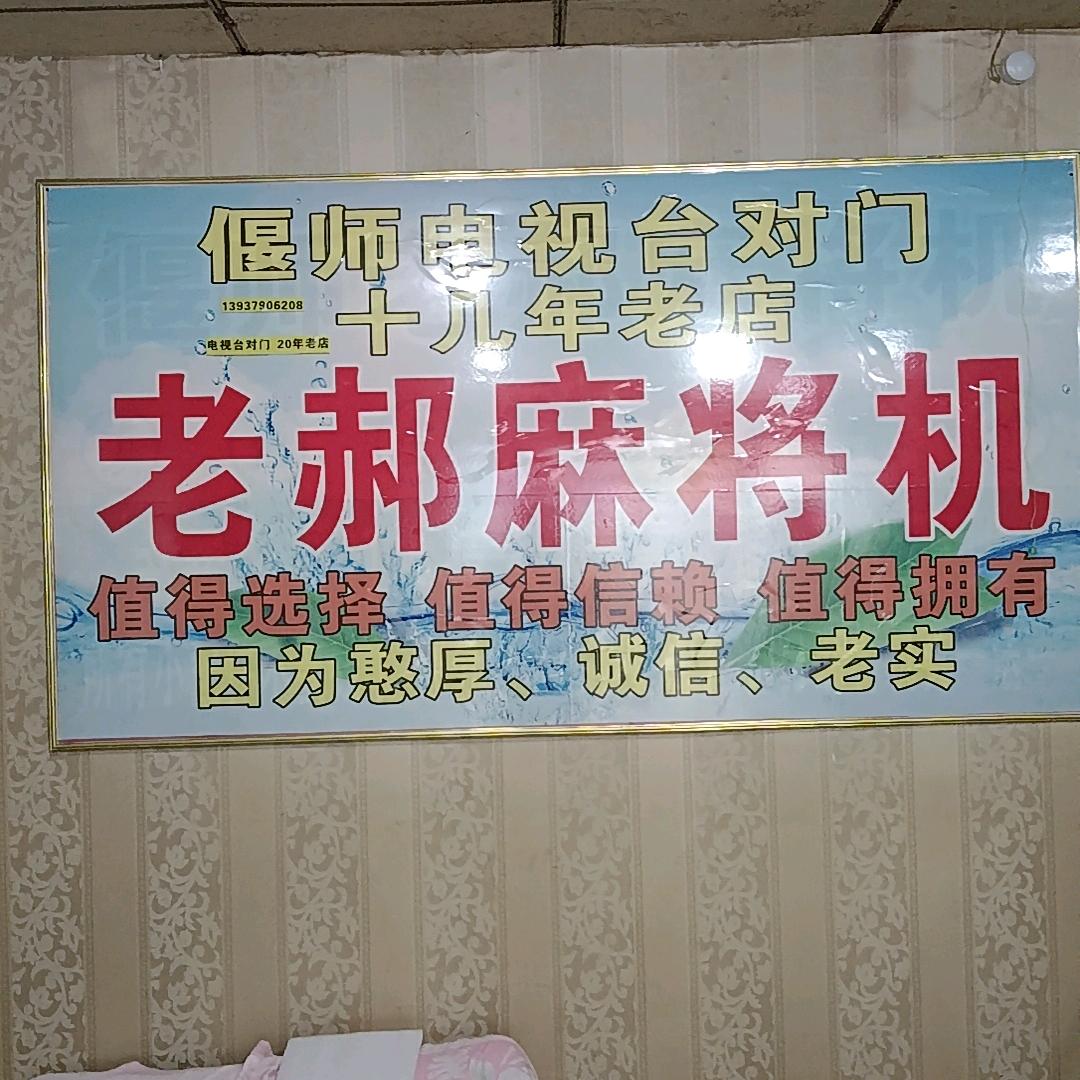 偃师电视台对门
13937906208
十几年老店
电视台对门 20年老店
老郝麻将机
值得选择 值得信赖 值得拥有
因为憨厚、诚信、老实